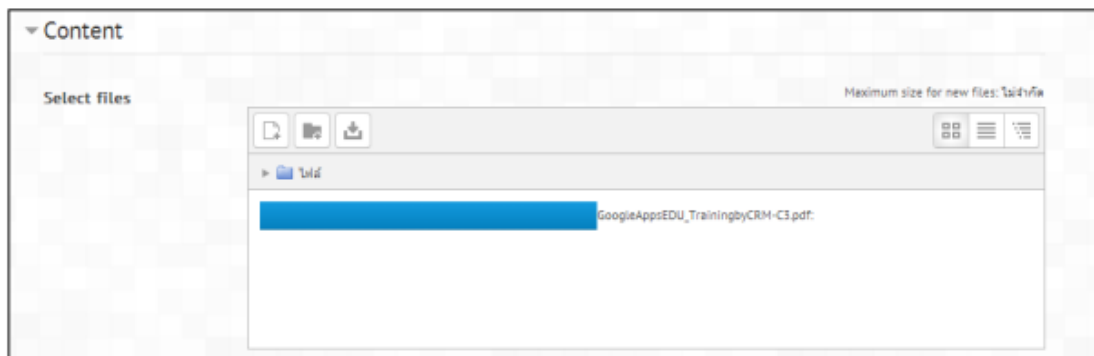 Content
Select files
Maximum size for new files: ไม่จำกัด
ไฟล์
GoogleAppsEDU_TrainingbyCRM-C3.pdf: